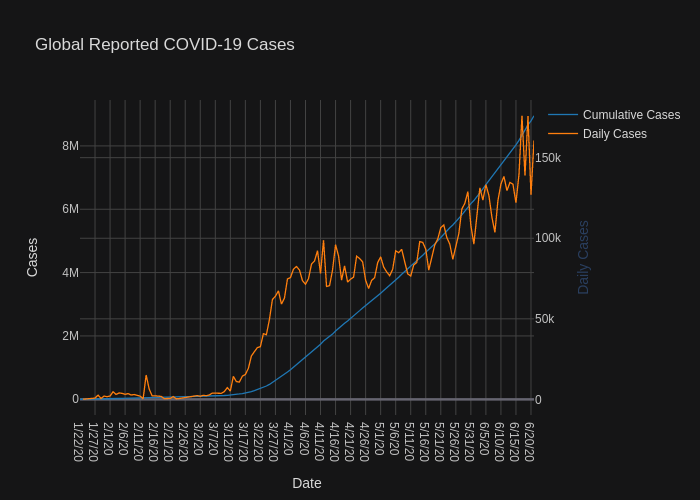 Global Reported COVID-19 Cases
Cumulative Cases
Daily Cases
8M
6M
4M
2M
0
Cases
150k
100k
50k
0
Daily Cases
1/22/20
1/27/20
2/1/20
2/6/20
2/11/20
2/16/20
2/21/20
2/26/20
3/2/20
3/7/20
3/12/20
3/17/20
3/22/20
3/27/20
4/1/20
4/6/20
4/11/20
4/16/20
4/21/20
4/26/20
5/1/20
5/6/20
5/11/20
5/16/20
5/21/20
5/26/20
5/31/20
6/5/20
6/10/20
6/15/20
6/20/20
Date